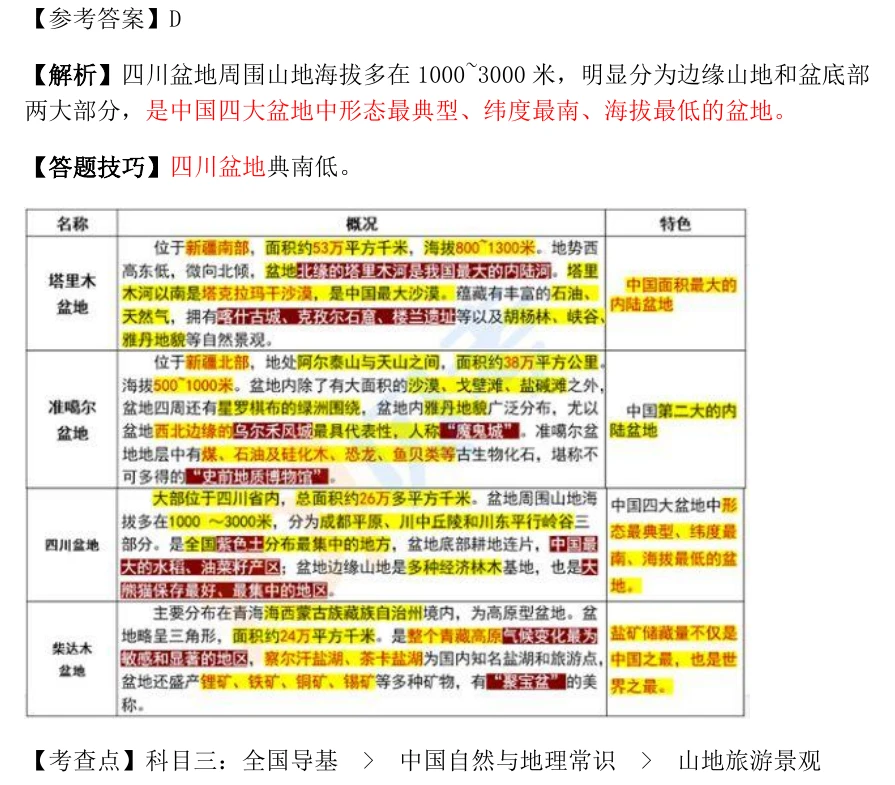 【参考答案】D
【解析】四川盆地周围山地海拔多在 1000~3000 米，明显分为边缘山地和盆底部
两大部分，是中国四大盆地中形态最典型、纬度最南、海拔最低的盆地。
【答题技巧】四川盆地典南低。
名称 概况 特色
塔里木
盆地
位于新疆南部，面积约53万平方千米，海拔800~1300米。地势西
高东低，微向北倾，盆地北缘的塔里木河是我国最大的内陆河。塔里
木河以南是塔克拉玛干沙漠，是中国最大沙漠。蕴藏有丰富的石油、
天然气，拥有喀什古城、克孜尔石窟、楼兰遗址等以及胡杨林、峡谷、
雅丹地貌等自然景观。
中国面积最大的
内陆盆地
准噶尔
盆地
位于新疆北部，地处阿尔泰山与天山之间，面积约38万平方公里。
海拔500~1000米。盆地内除了有大面积的沙漠、戈壁滩、盐碱滩之外，
盆地四周还有星罗棋布的绿洲围绕，盆地内雅丹地貌广泛分布，尤以
盆地西北边缘的乌尔禾风城最具代表性，人称“魔鬼城”。准噶尔盆
地地层中有煤、石油及硅化木、恐龙、鱼贝类等古生物化石，堪称不
可多得的“史前地质博物馆”。
中国第二大的内
陆盆地
四川盆地
大部位于四川省内，总面积约26万多平方千米。盆地周围山地海
拔多在1000 ～3000米，分为成都平原、川中丘陵和川东平行岭谷三
部分。是全国紫色土分布最集中的地方，盆地底部耕地连片，中国最
大的水稻、油菜籽产区；盆地边缘山地是多种经济林木基地，也是大
熊猫保存最好、最集中的地区。
中国四大盆地中形
态最典型、纬度最
南、海拔最低的盆
地。
柴达木
盆地
主要分布在青海海西蒙古族藏族自治州境内，为高原型盆地。盆
地略呈三角形，面积约24万平方千米。是整个青藏高原气候变化最为
敏感和显著的地区，察尔汗盐湖、茶卡盐湖为国内知名盐湖和旅游点，
盆地还盛产锂矿、铁矿、铜矿、锡矿等多种矿物，有“聚宝盆”的美
称。
盐矿储藏量不仅是
中国之最，也是世
界之最。
【考查点】科目三：全国导基 > 中国自然与地理常识 > 山地旅游景观